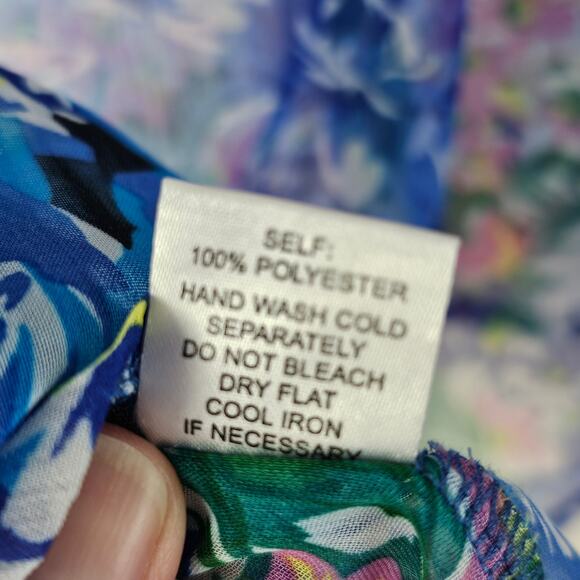 SELF:
100% POLYESTER
HAND WASH COLD
SEPARATELY
DO NOT BLEACH
DRY FLAT
COOL IRON
IF NECESSARY